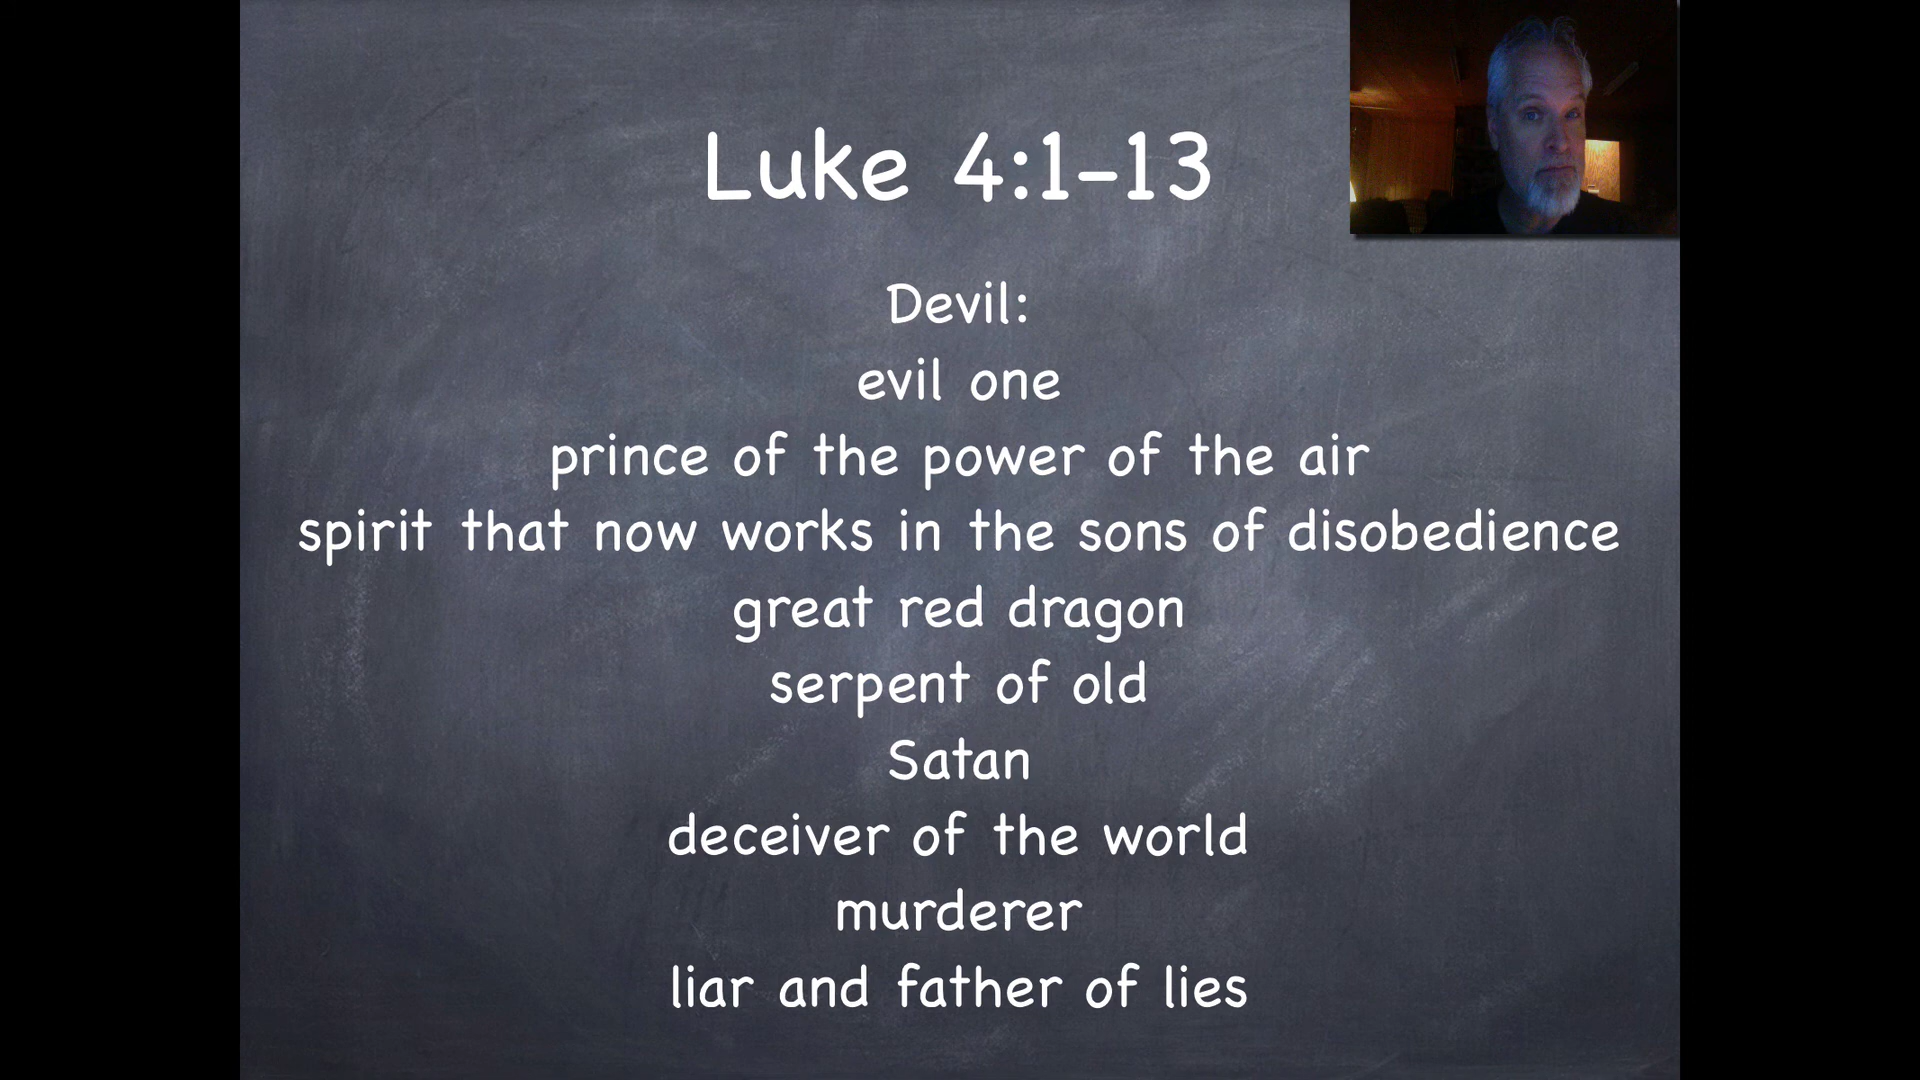 Luke 4:1-13
Devil:
evil one
prince of the power of the air
spirit that now works in the sons of disobedience
great red dragon
serpent of old
Satan
deceiver of the world
murderer
liar and father of lies